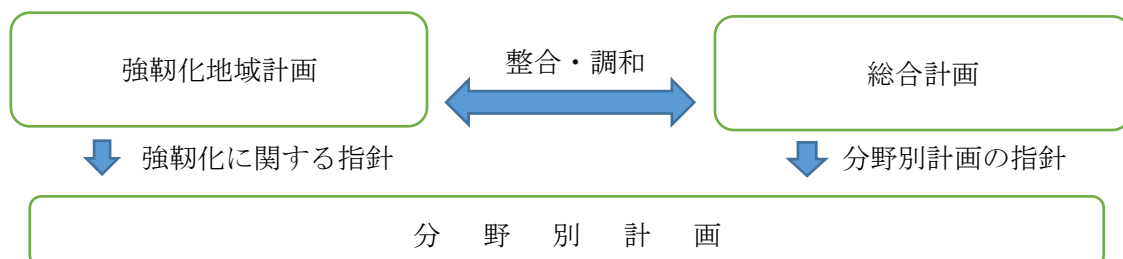 強靭化地域計画
整合・調和
総合計画
強靭化に関する指針
分野別計画の指針
分 野 別 計 画